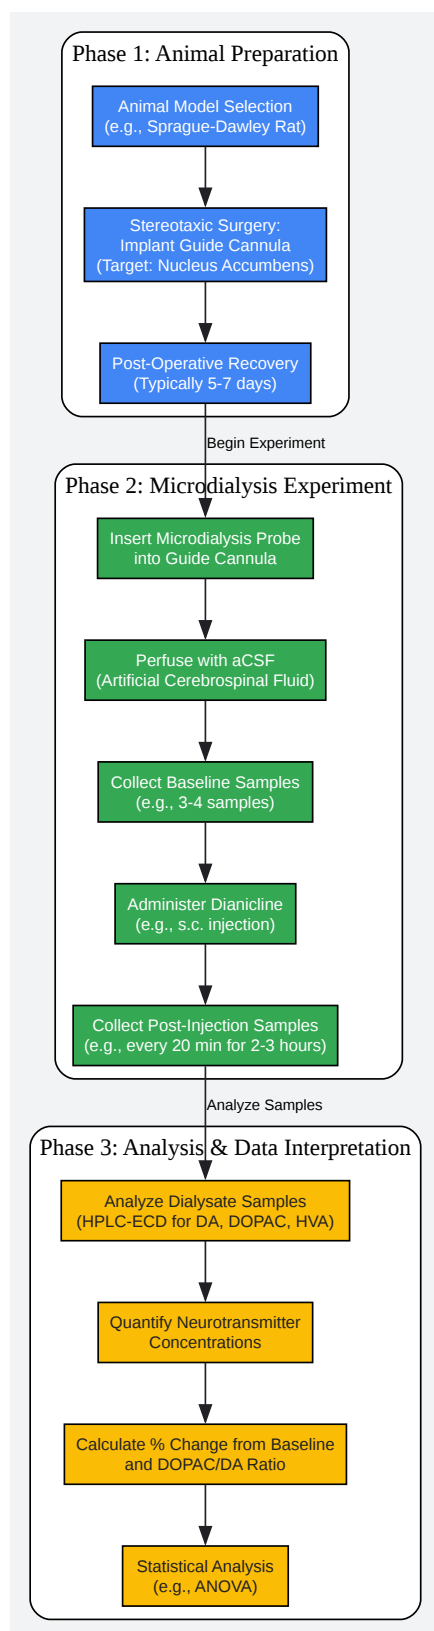 Phase 1: Animal Preparation
Animal Model Selection
(e.g., Sprague-Dawley Rat)
Stereotaxic Surgery:
Implant Guide Cannula
(Target: Nucleus Accumbens)
Post-Operative Recovery
(Typically 5-7 days)
Begin Experiment
Phase 2: Microdialysis Experiment
Insert Microdialysis Probe
into Guide Cannula
Perfuse with aCSF
(Artificial Cerebrospinal Fluid)
Collect Baseline Samples
(e.g., 3-4 samples)
Administer Dianicline
(e.g., s.c. injection)
Collect Post-Injection Samples
(e.g., every 20 min for 2-3 hours)
Analyze Samples
Phase 3: Analysis & Data Interpretation
Analyze Dialysate Samples
(HPLC-ECD for DA, DOPAC, HVA)
Quantify Neurotransmitter
Concentrations
Calculate % Change from Baseline
and DOPAC/DA Ratio
Statistical Analysis
(e.g., ANOVA)